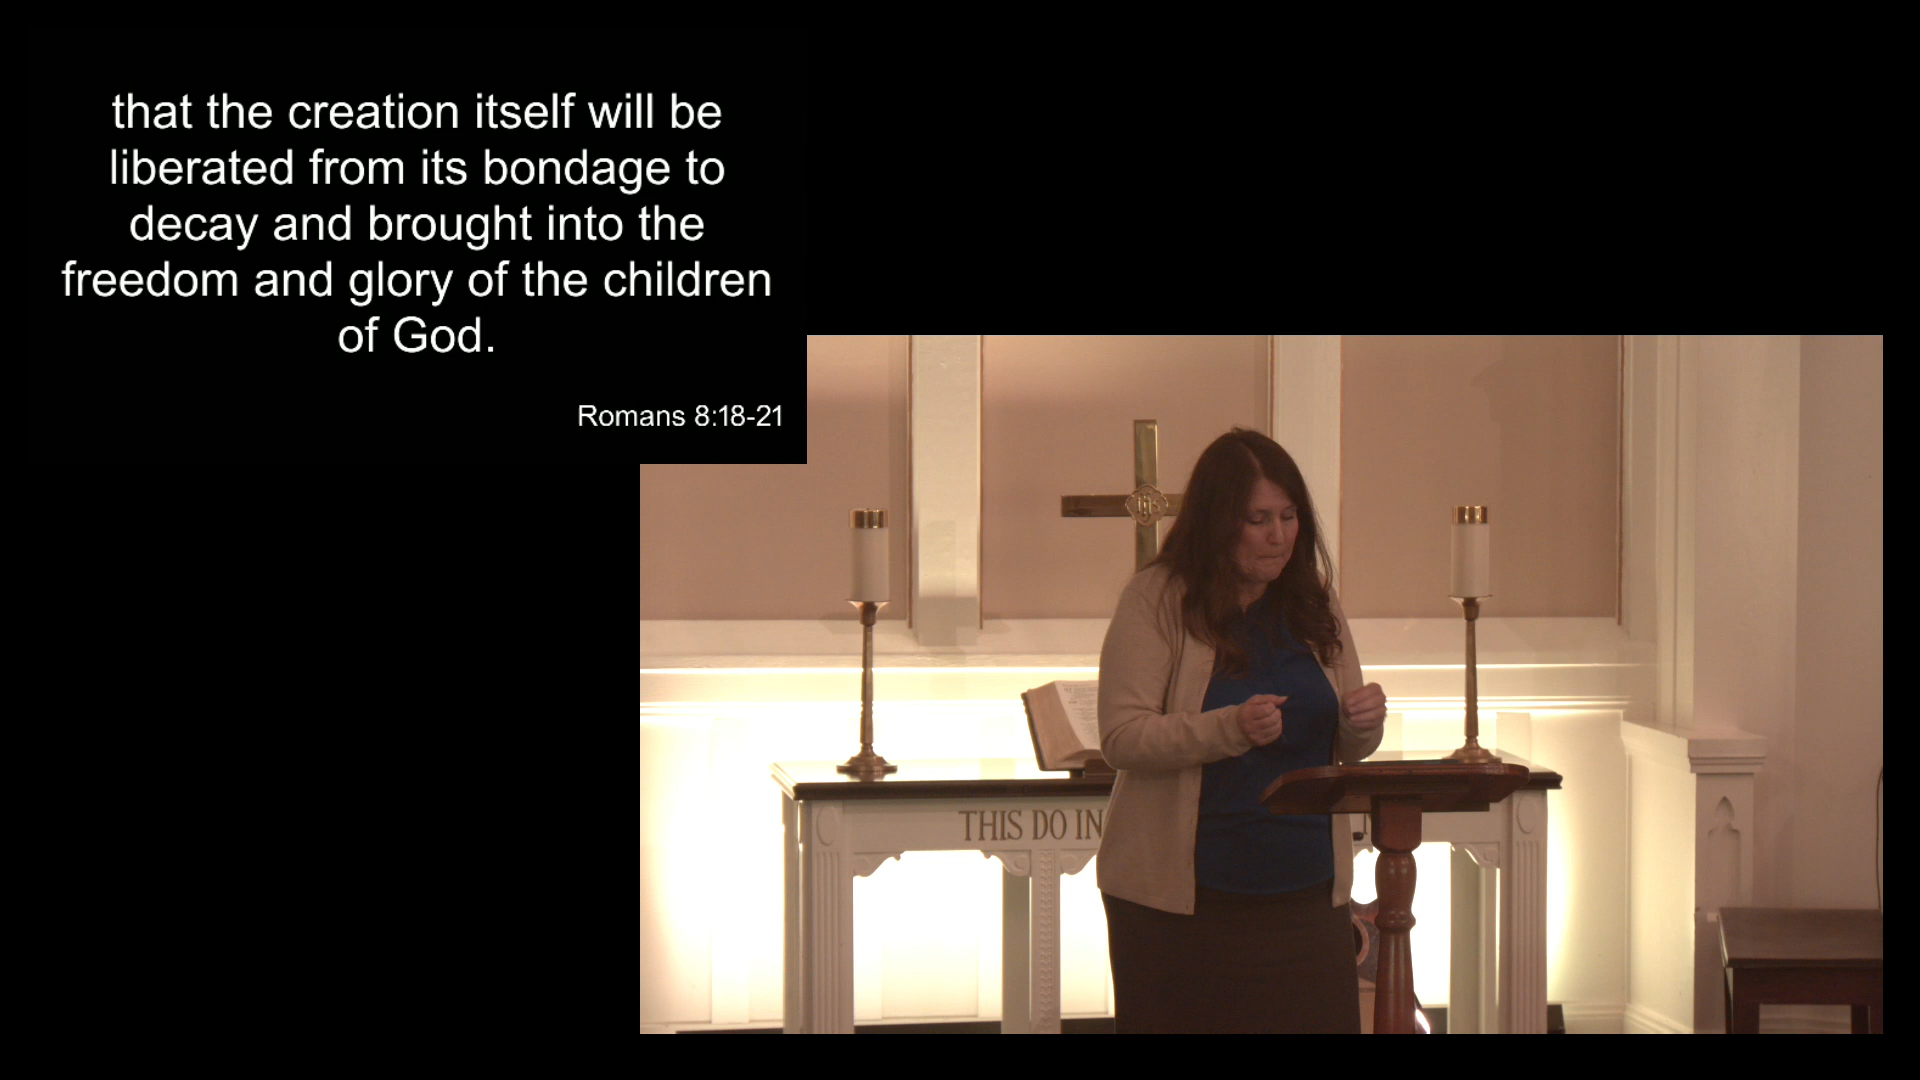 that the creation itself will be
liberated from its bondage to
decay and brought into the
freedom and glory of the children
of God.
Romans 8:18-21
IHS
THIS DO IN